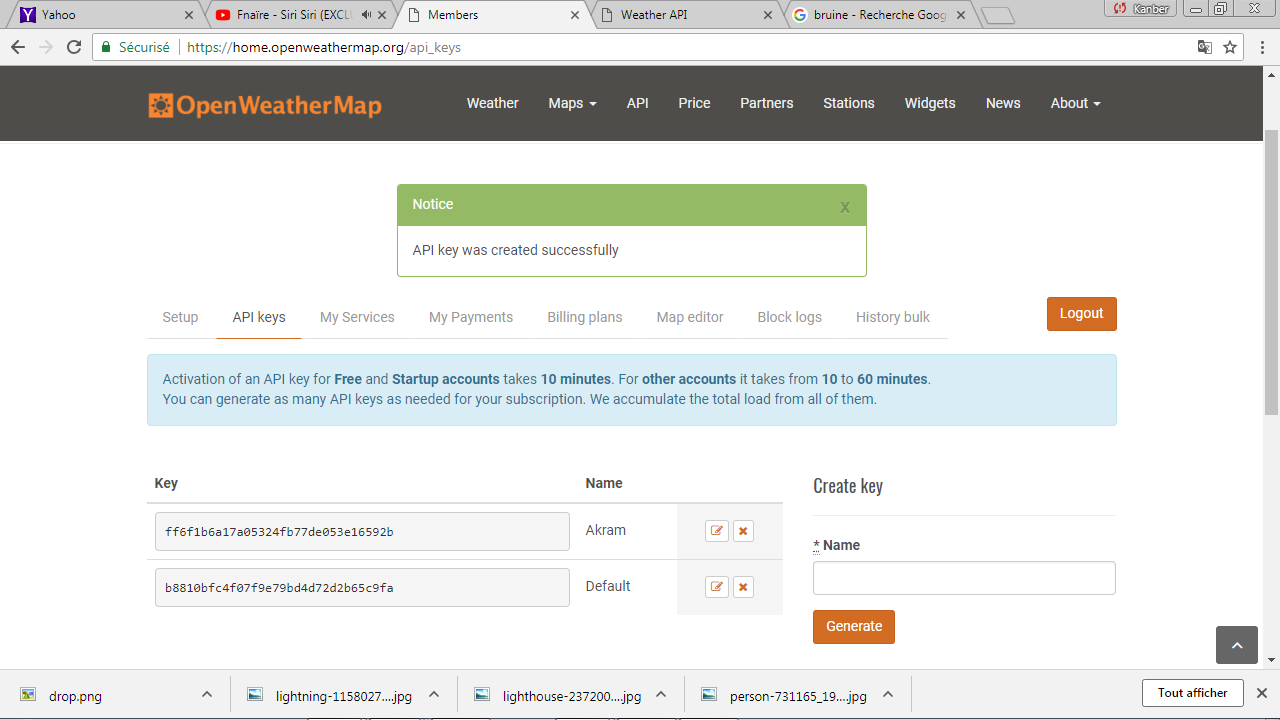 Yahoo
Fnaïre - Siri Siri (EXCLU
Members
Weather API
bruine - Recherche Goog
Kanber
Sécurisé
https://home.openweathermap.org/api_keys
OpenWeatherMap
Weather
Maps
API
Price
Partners
Stations
Widgets
News
About
Notice
x
API key was created successfully
Setup
API keys
My Services
My Payments
Billing plans
Map editor
Block logs
History bulk
Logout
Activation of an API key for Free and Startup accounts takes 10 minutes. For other accounts it takes from 10 to 60 minutes.
You can generate as many API keys as needed for your subscription. We accumulate the total load from all of them.
Key
Name
Create key
ff6f1b6a17a05324fb77de053e16592b
Akram
* Name
b8810bfc4f07f9e79bd4d72d2b65c9fa
Default
Generate
drop.png
lightning-1158027....jpg
lighthouse-237200....jpg
person-731165_19....jpg
Tout afficher